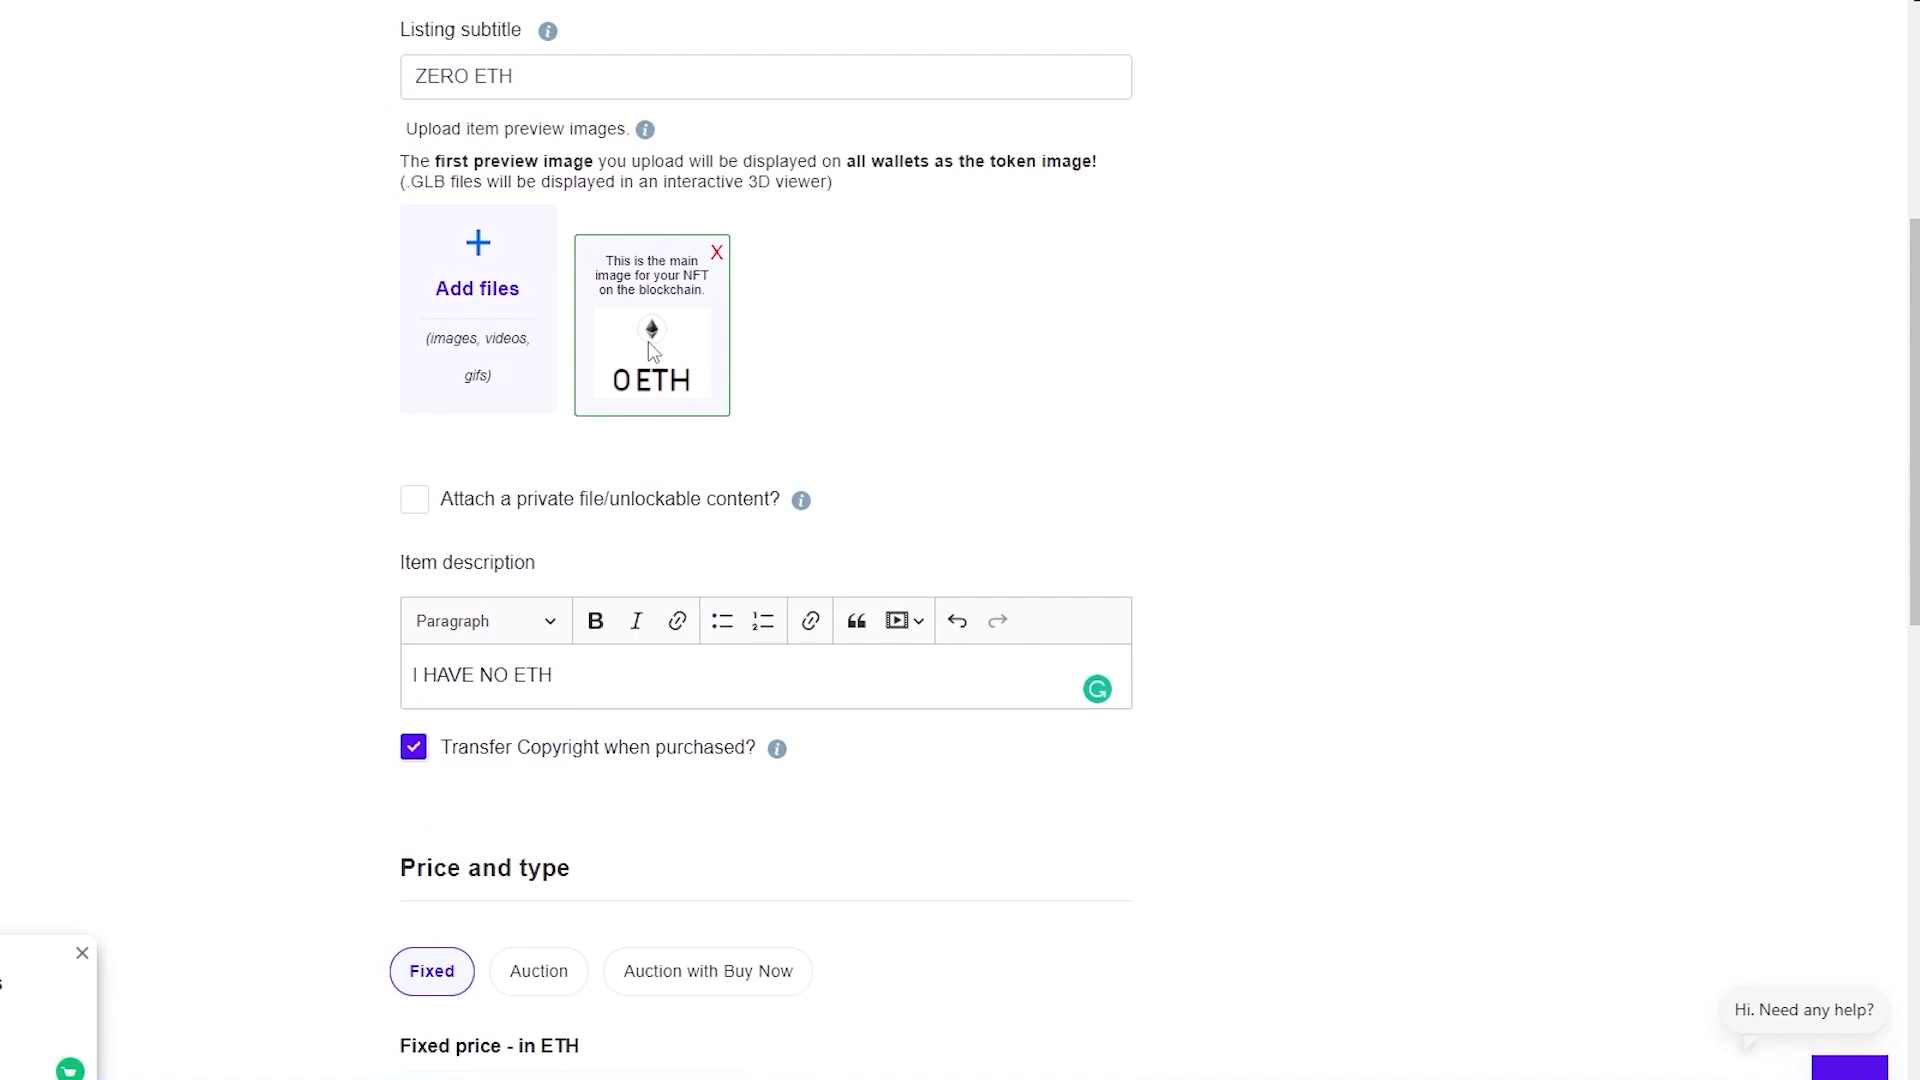 Listing subtitle
ZERO ETH
Upload item preview images.
The first preview image you upload will be displayed on all wallets as the token image!
(.GLB files will be displayed in an interactive 3D viewer)
Add files
(images, videos,
gifs)
X
This is the main
image for your NFT
on the blockchain.
0 ETH
Attach a private file/unlockable content?
Item description
Paragraph
I HAVE NO ETH
Transfer Copyright when purchased?
Price and type
Fixed Auction Auction with Buy Now
Hi. Need any help?
Fixed price - in ETH